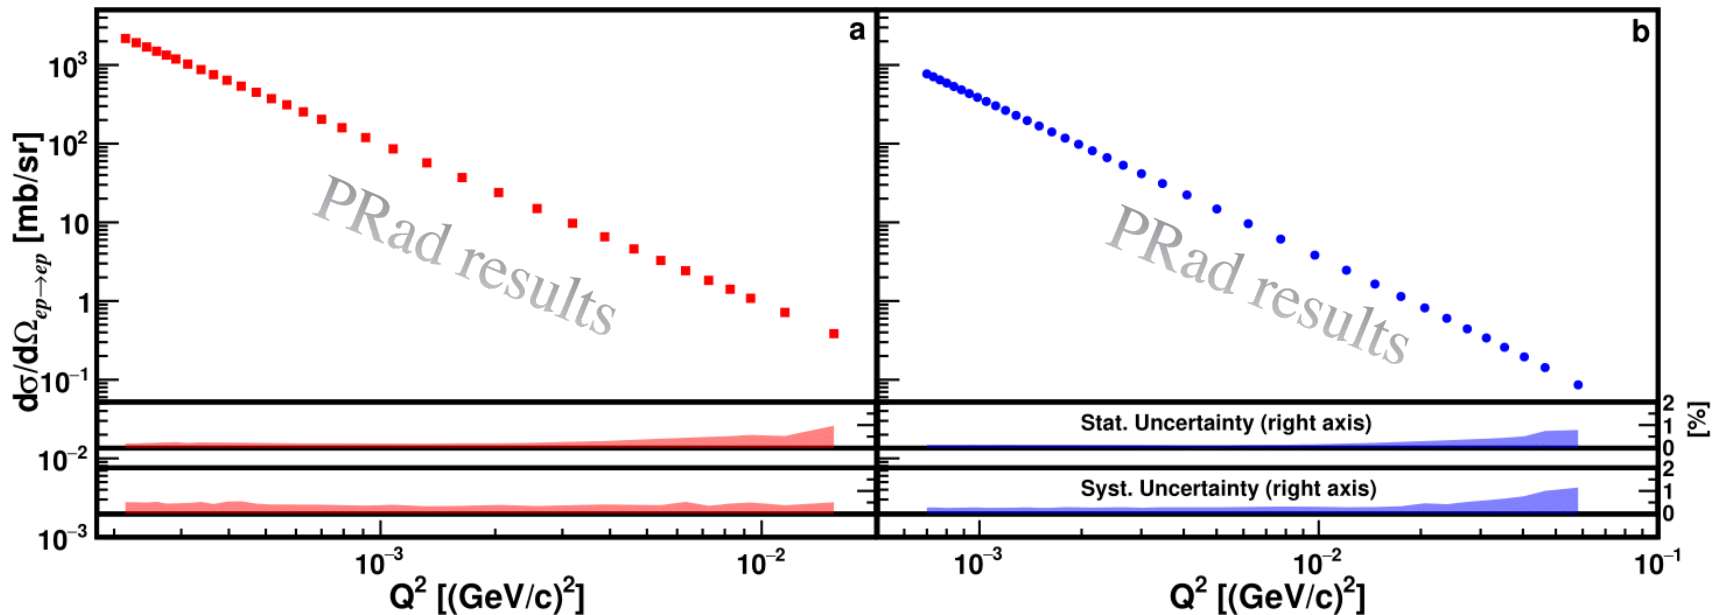 a
b
10³
10²
10
1
10⁻¹
10⁻²
10⁻³
dσ/dΩ_{ep→ep} [mb/sr]
PRad results
PRad results
Stat. Uncertainty (right axis)
Syst. Uncertainty (right axis)
2
1
0
2
1
0
[%]
10⁻³
10⁻²
10⁻³
10⁻²
10⁻¹
Q² [(GeV/c)²]
Q² [(GeV/c)²]